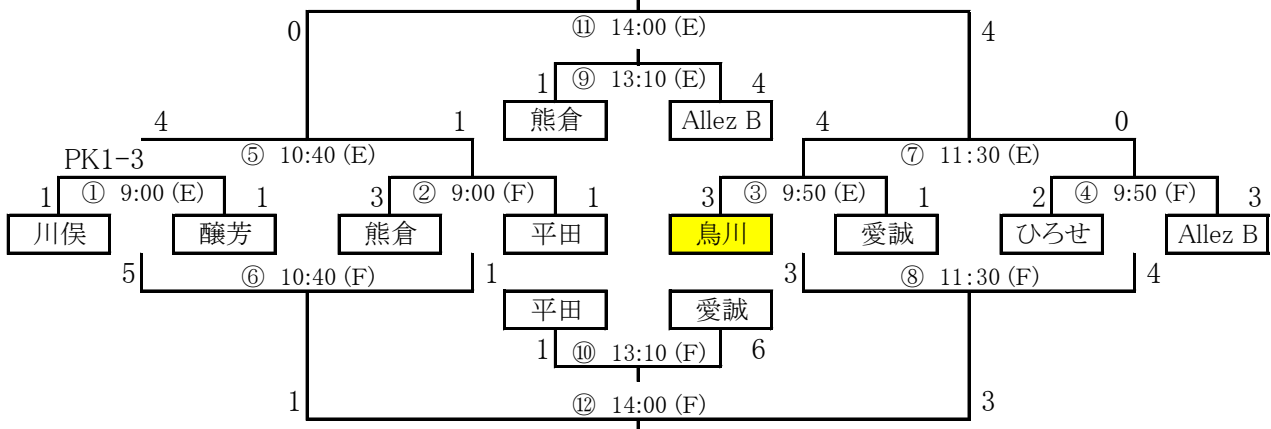 0 ⑪ 14:00 (E) 4
1 ⑨ 13:10 (E) 4
熊倉 Allez B
4 1 4 0
⑤ 10:40 (E) ⑦ 11:30 (E)
PK1-3
1 ① 9:00 (E) 1 3 ② 9:00 (F) 1 3 ③ 9:50 (E) 1 2 ④ 9:50 (F) 3
川俣 醸芳 熊倉 平田 鳥川 愛誠 ひろせ Allez B
5 ⑥ 10:40 (F) 1 3 ⑧ 11:30 (F) 4
平田 愛誠
1 ⑩ 13:10 (F) 6
1 ⑫ 14:00 (F) 3